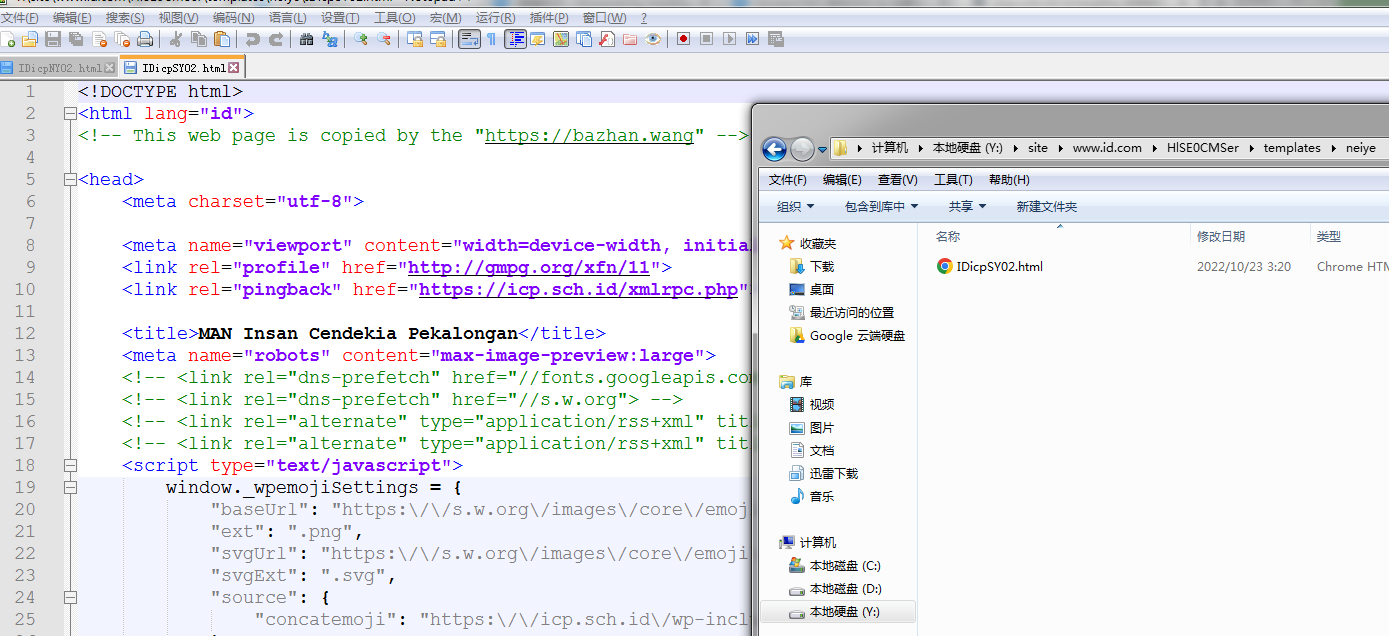 文件(F) 编辑(E) 搜索(S) 视图(V) 编码(N) 语言(L) 设置(T) 工具(O) 宏(M) 运行(R) 插件(P) 窗口(W) ?
IDicpNY02.html IDicpSY02.html
1 <!DOCTYPE html>
2 <html lang="id">
3 <!-- This web page is copied by the "https://bazhan.wang" -->
4
5 <head>
6 <meta charset="utf-8">
7
8 <meta name="viewport" content="width=device-width, initia
9 <link rel="profile" href="http://gmpg.org/xfn/11">
10 <link rel="pingback" href="https://icp.sch.id/xmlrpc.php"
11
12 <title>MAN Insan Cendekia Pekalongan</title>
13 <meta name="robots" content="max-image-preview:large">
14 <!-- <link rel="dns-prefetch" href="//fonts.googleapis.co
15 <!-- <link rel="dns-prefetch" href="//s.w.org"> -->
16 <!-- <link rel="alternate" type="application/rss+xml" tit
17 <!-- <link rel="alternate" type="application/rss+xml" tit
18 <script type="text/javascript">
19 window._wpemojiSettings = {
20 "baseUrl": "https:\/\/s.w.org\/images\/core\/emoj
21 "ext": ".png",
22 "svgUrl": "https:\/\/s.w.org\/images\/core\/emoji
23 "svgExt": ".svg",
24 "source": {
25 "concatemoji": "https:\/\/icp.sch.id\/wp-incl
计算机 本地硬盘 (Y:) site www.id.com HlSE0CMSer templates neiye
文件(F) 编辑(E) 查看(V) 工具(T) 帮助(H)
组织 包含到库中 共享 新建文件夹
收藏夹
下载
桌面
最近访问的位置
Google 云端硬盘
库
视频
图片
文档
迅雷下载
音乐
计算机
本地磁盘 (C:)
本地磁盘 (D:)
本地硬盘 (Y:)
名称 修改日期 类型
IDicpSY02.html 2022/10/23 3:20 Chrome HTM